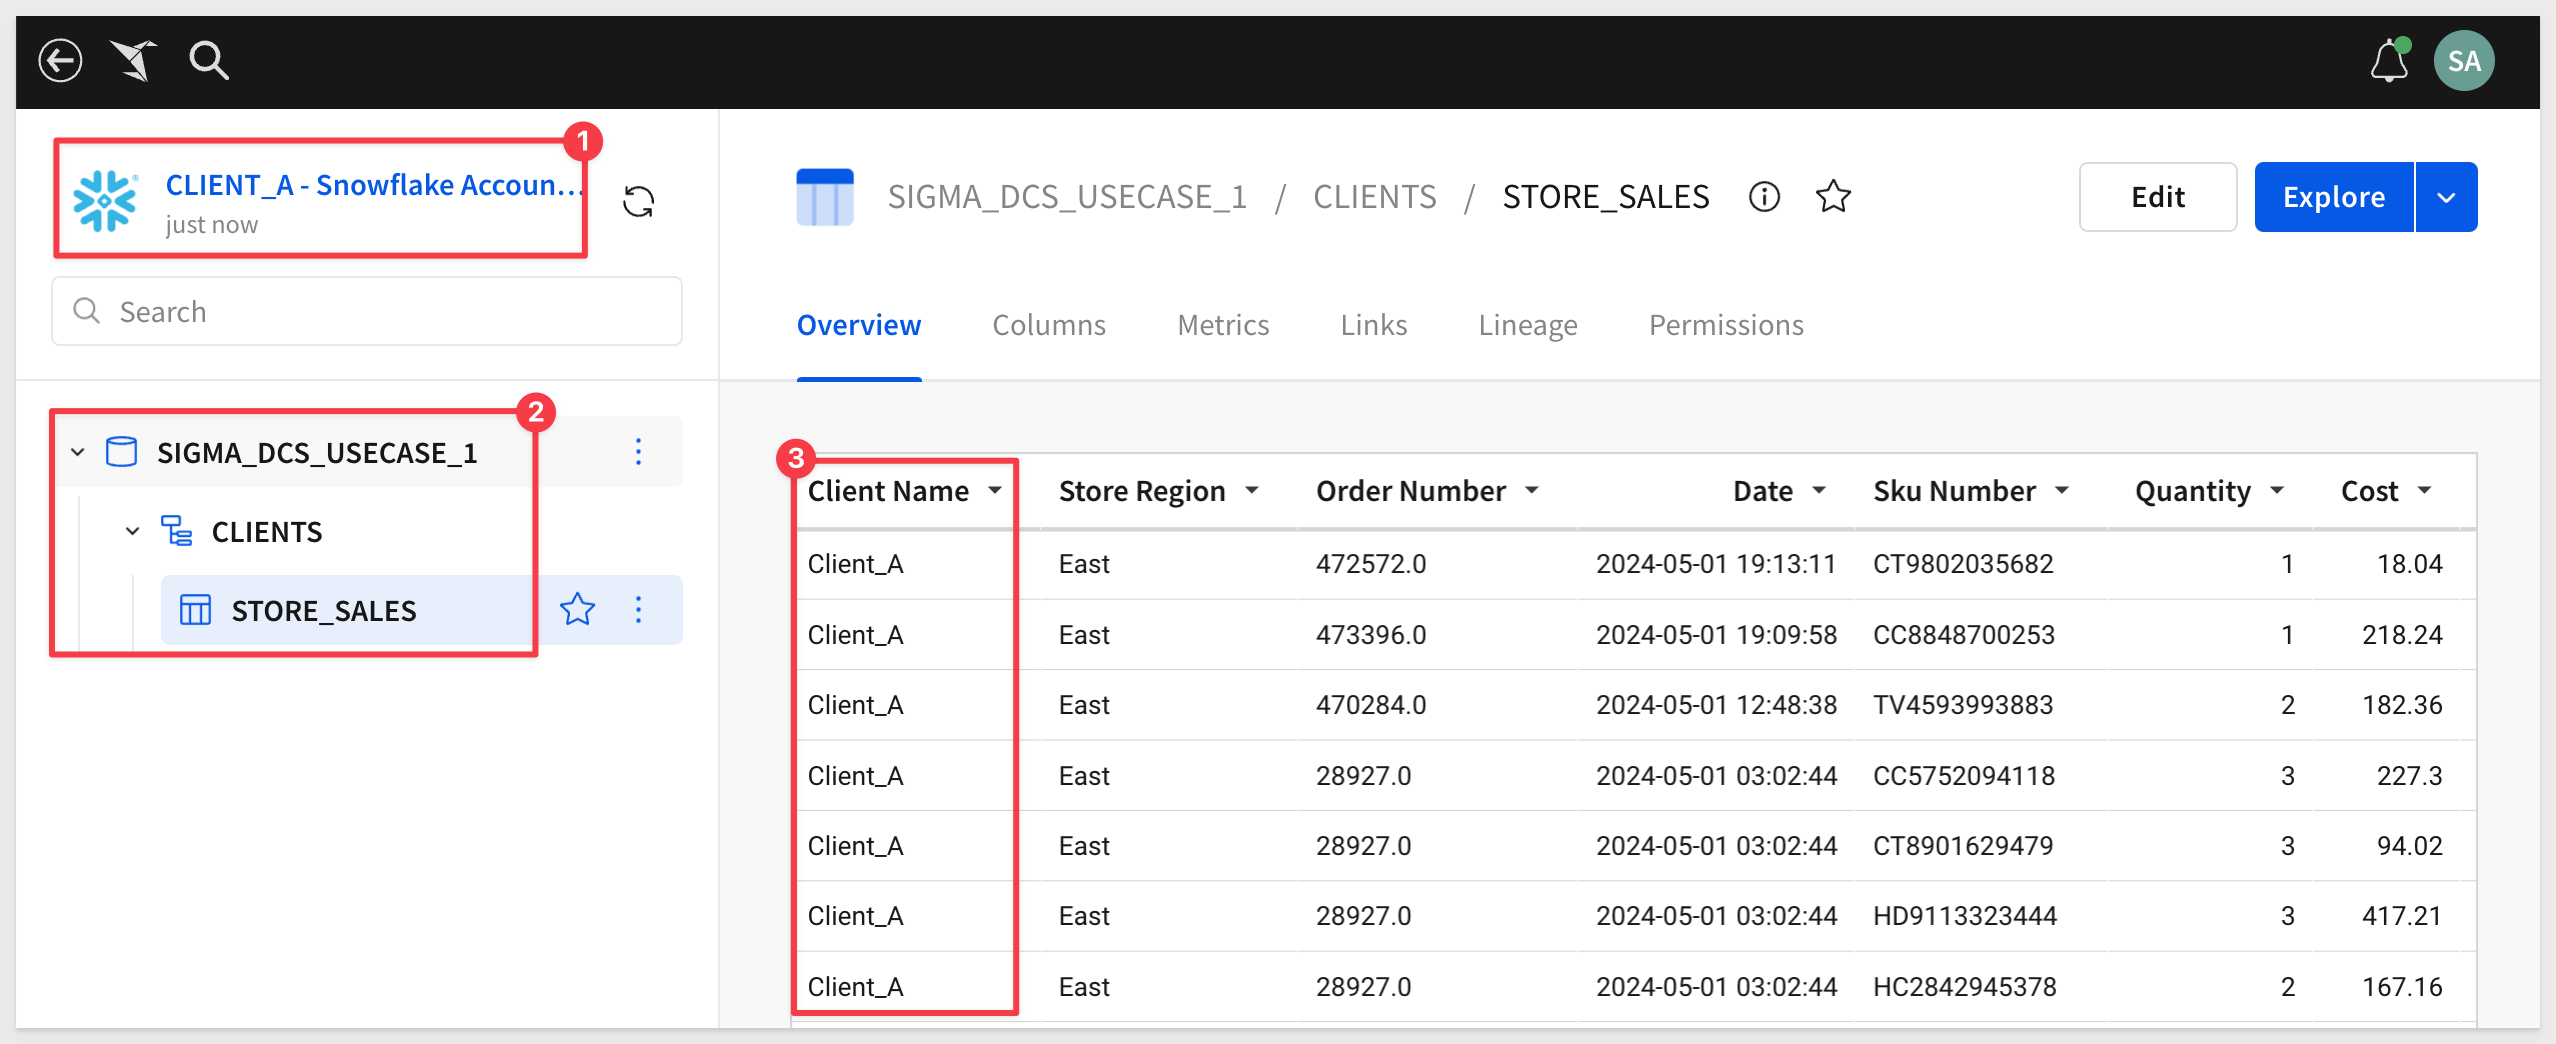 SA
1
CLIENT_A - Snowflake Accoun...
just now
Search
2
SIGMA_DCS_USECASE_1
CLIENTS
STORE_SALES
SIGMA_DCS_USECASE_1 / CLIENTS / STORE_SALES
Edit
Explore
Overview Columns Metrics Links Lineage Permissions
3
Client Name Store Region Order Number Date Sku Number Quantity Cost
Client_A East 472572.0 2024-05-01 19:13:11 CT9802035682 1 18.04
Client_A East 473396.0 2024-05-01 19:09:58 CC8848700253 1 218.24
Client_A East 470284.0 2024-05-01 12:48:38 TV4593993883 2 182.36
Client_A East 28927.0 2024-05-01 03:02:44 CC5752094118 3 227.3
Client_A East 28927.0 2024-05-01 03:02:44 CT8901629479 3 94.02
Client_A East 28927.0 2024-05-01 03:02:44 HD9113323444 3 417.21
Client_A East 28927.0 2024-05-01 03:02:44 HC2842945378 2 167.16